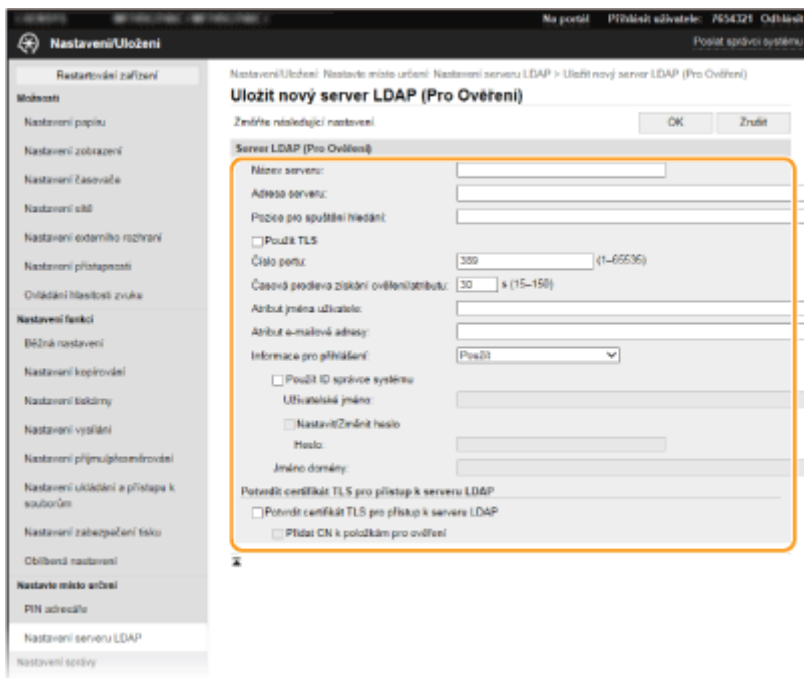 Na portál Přihlásit uživatele: 7654321 Odhlásit
Nastavení/Uložení
Poslat správci systému
Restartování zařízení
Nastavení/Uložení: Nastavte místo určení: Nastavení serveru LDAP > Uložit nový server LDAP (Pro Ověření)
Uložit nový server LDAP (Pro Ověření)
Změňte následující nastavení.
OK
Zrušit
Možnosti
Nastavení papíru
Nastavení zobrazení
Nastavení časovače
Nastavení sítě
Nastavení externího rozhraní
Nastavení přístupnosti
Ovládání hlasitosti zvuku
Nastavení funkcí
Běžná nastavení
Nastavení kopírování
Nastavení tiskárny
Nastavení vysílání
Nastavení příjmu/přesměrování
Nastavení ukládání a přístupu k
souborům
Nastavení zabezpečení tisku
Oblíbená nastavení
Nastavte místo určení
PIN adresáře
Nastavení serveru LDAP
Nastavení správy
Server LDAP (Pro Ověření)
Název serveru:
Adresa serveru:
Pozice pro spuštění hledání:
Použít TLS
Číslo portu: 389 (1–65535)
Časová prodleva získání ověření/atributu: 30 s (15–150)
Atribut jména uživatele:
Atribut e-mailové adresy:
Informace pro přihlášení: Použít
Použít ID správce systému
Uživatelské jméno:
Nastavit/Změnit heslo
Heslo:
Jméno domény:
Potvrdit certifikát TLS pro přístup k serveru LDAP
Potvrdit certifikát TLS pro přístup k serveru LDAP
Přidat CN k položkám pro ověření